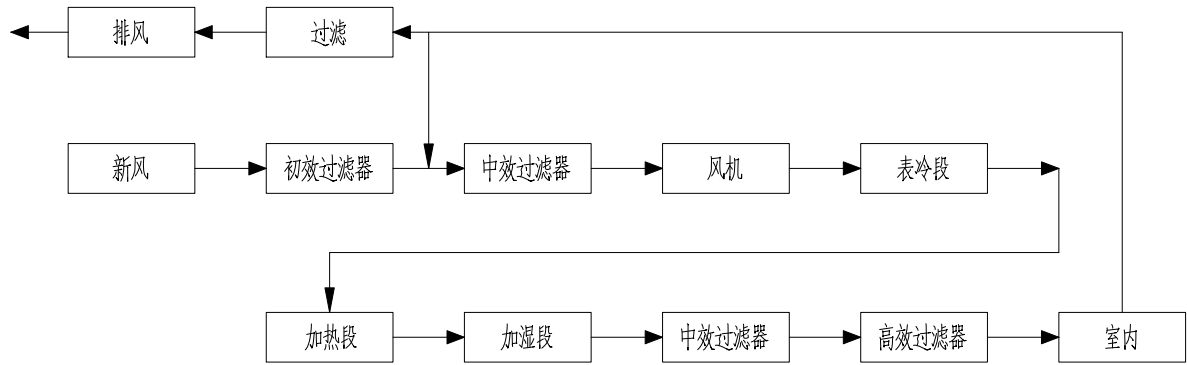 排风
过滤
新风
初效过滤器
中效过滤器
风机
表冷段
加热段
加湿段
中效过滤器
高效过滤器
室内